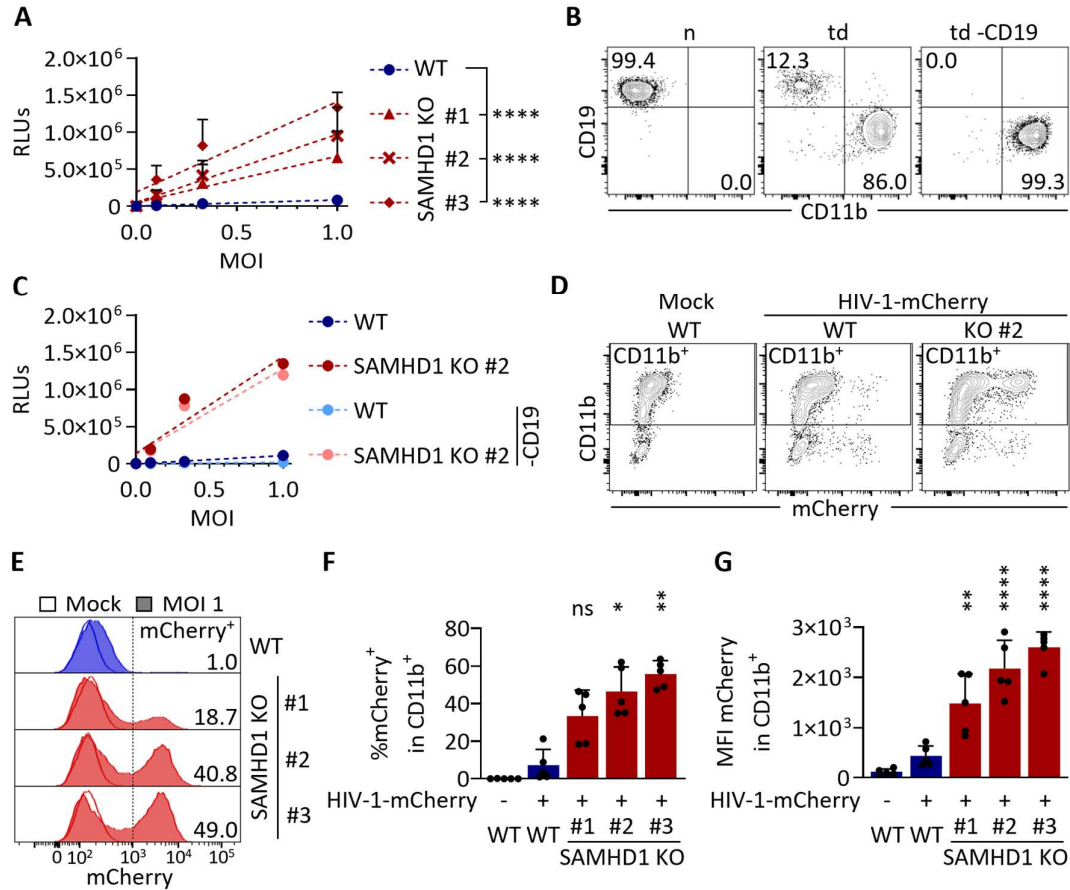 A
RLUs
2.0×10⁶
1.5×10⁶
1.0×10⁶
5.0×10⁵
0
0.0 0.5 1.0
MOI
WT
SAMHD1 KO
#1 ****
#2 ****
#3 ****
B
n td td -CD19
99.4 12.3 0.0
0.0 86.0 99.3
CD19
CD11b
C
RLUs
2.0×10⁶
1.5×10⁶
1.0×10⁶
5.0×10⁵
0
0.0 0.5 1.0
MOI
WT
SAMHD1 KO #2
WT
SAMHD1 KO #2
-CD19
D
Mock HIV-1-mCherry
WT WT KO #2
CD11b⁺ CD11b⁺ CD11b⁺
CD11b
mCherry
E
Mock MOI 1
mCherry⁺
1.0 WT
18.7 #1
40.8 #2
49.0 #3
SAMHD1 KO
0 10² 10³ 10⁴ 10⁵
mCherry
F
%mCherry⁺
in CD11b⁺
ns * **
80
60
40
20
0
HIV-1-mCherry - + + + +
WT WT #1 #2 #3
SAMHD1 KO
G
MFI mCherry
in CD11b⁺
** **** ****
3×10³
2×10³
1×10³
0
HIV-1-mCherry - + + + +
WT WT #1 #2 #3
SAMHD1 KO